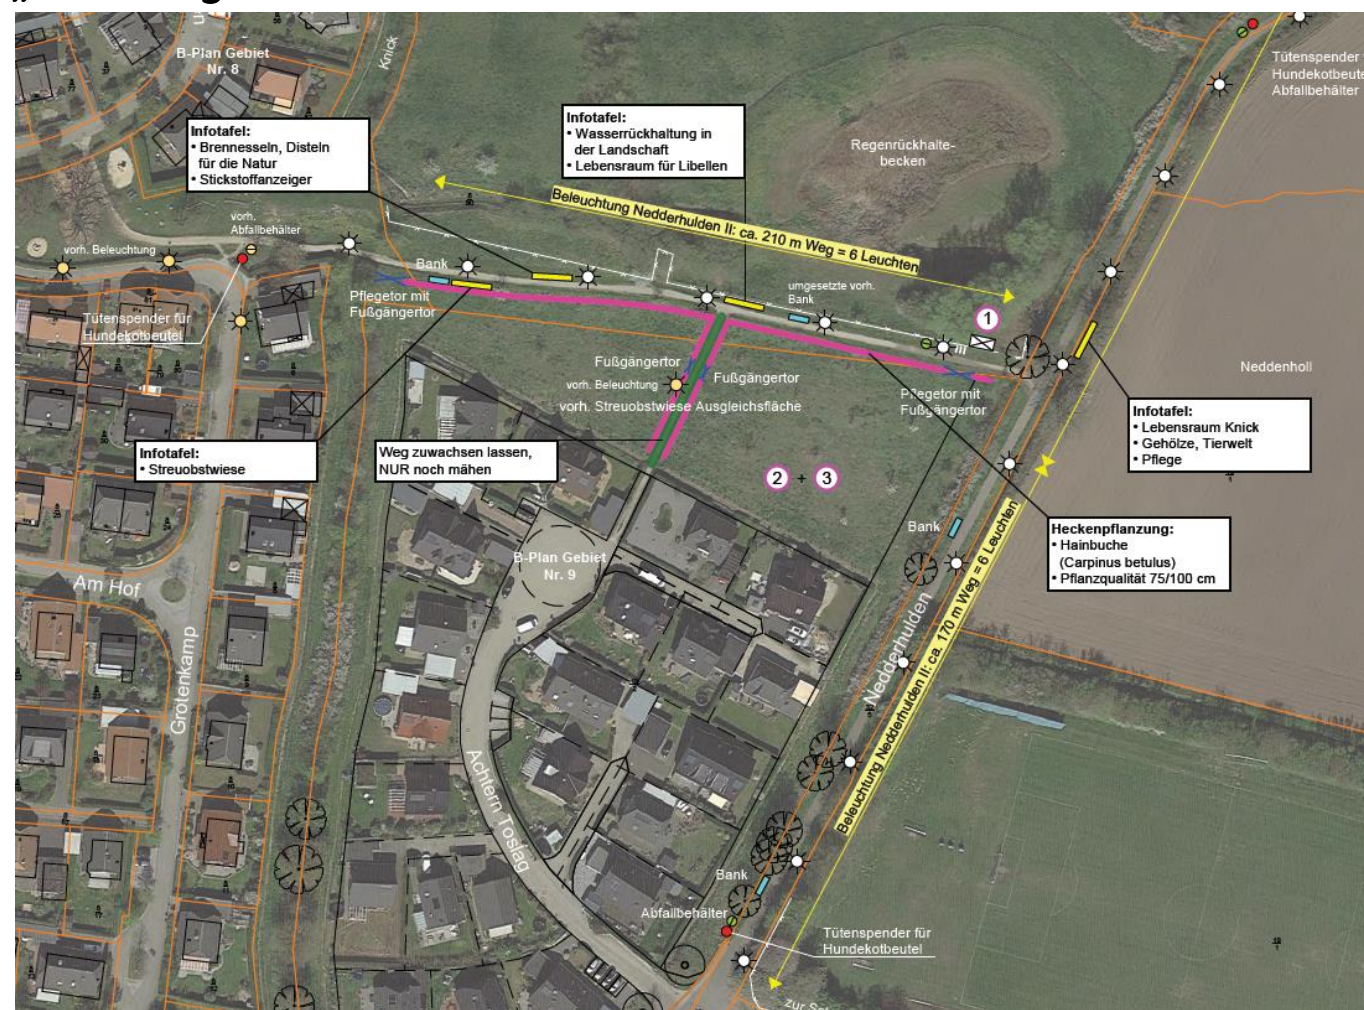 B-Plan Gebiet
Nr. 8
Knick
Tütenspender
Hundekotbeute
Abfallbehälter
Infotafel:
• Brennesseln, Disteln
für die Natur
• Stickstoffanzeiger
Infotafel:
• Wasserrückhaltung in
der Landschaft
• Lebensraum für Libellen
Regenrückhalte-
becken
Beleuchtung Nedderhulden II: ca. 210 m Weg = 6 Leuchten
vorh.
Abfallbehälter
vorh. Beleuchtung
Bank
umgesetzte vorh.
Bank
Pflegetor mit
Fußgängertor
Tütenspender für
Hundekotbeutel
1
Fußgängertor
Fußgängertor
vorh. Beleuchtung
vorh. Streuobstwiese Ausgleichsfläche
Pflegetor mit
Fußgängertor
Neddenholl
Infotafel:
• Lebensraum Knick
• Gehölze, Tierwelt
• Pflege
Infotafel:
• Streuobstwiese
Weg zuwachsen lassen,
NUR noch mähen
2 + 3
Bank
Heckenpflanzung:
• Hainbuche
(Carpinus betulus)
• Pflanzqualität 75/100 cm
B-Plan Gebiet
Nr. 9
Am Hof
Grotenkamp
Nedderhulden
Beleuchtung Nedderhulden II: ca. 170 m Weg = 6 Leuchten
Achtern Toslag
Bank
Abfallbehälter
Tütenspender für
Hundekotbeutel
zur